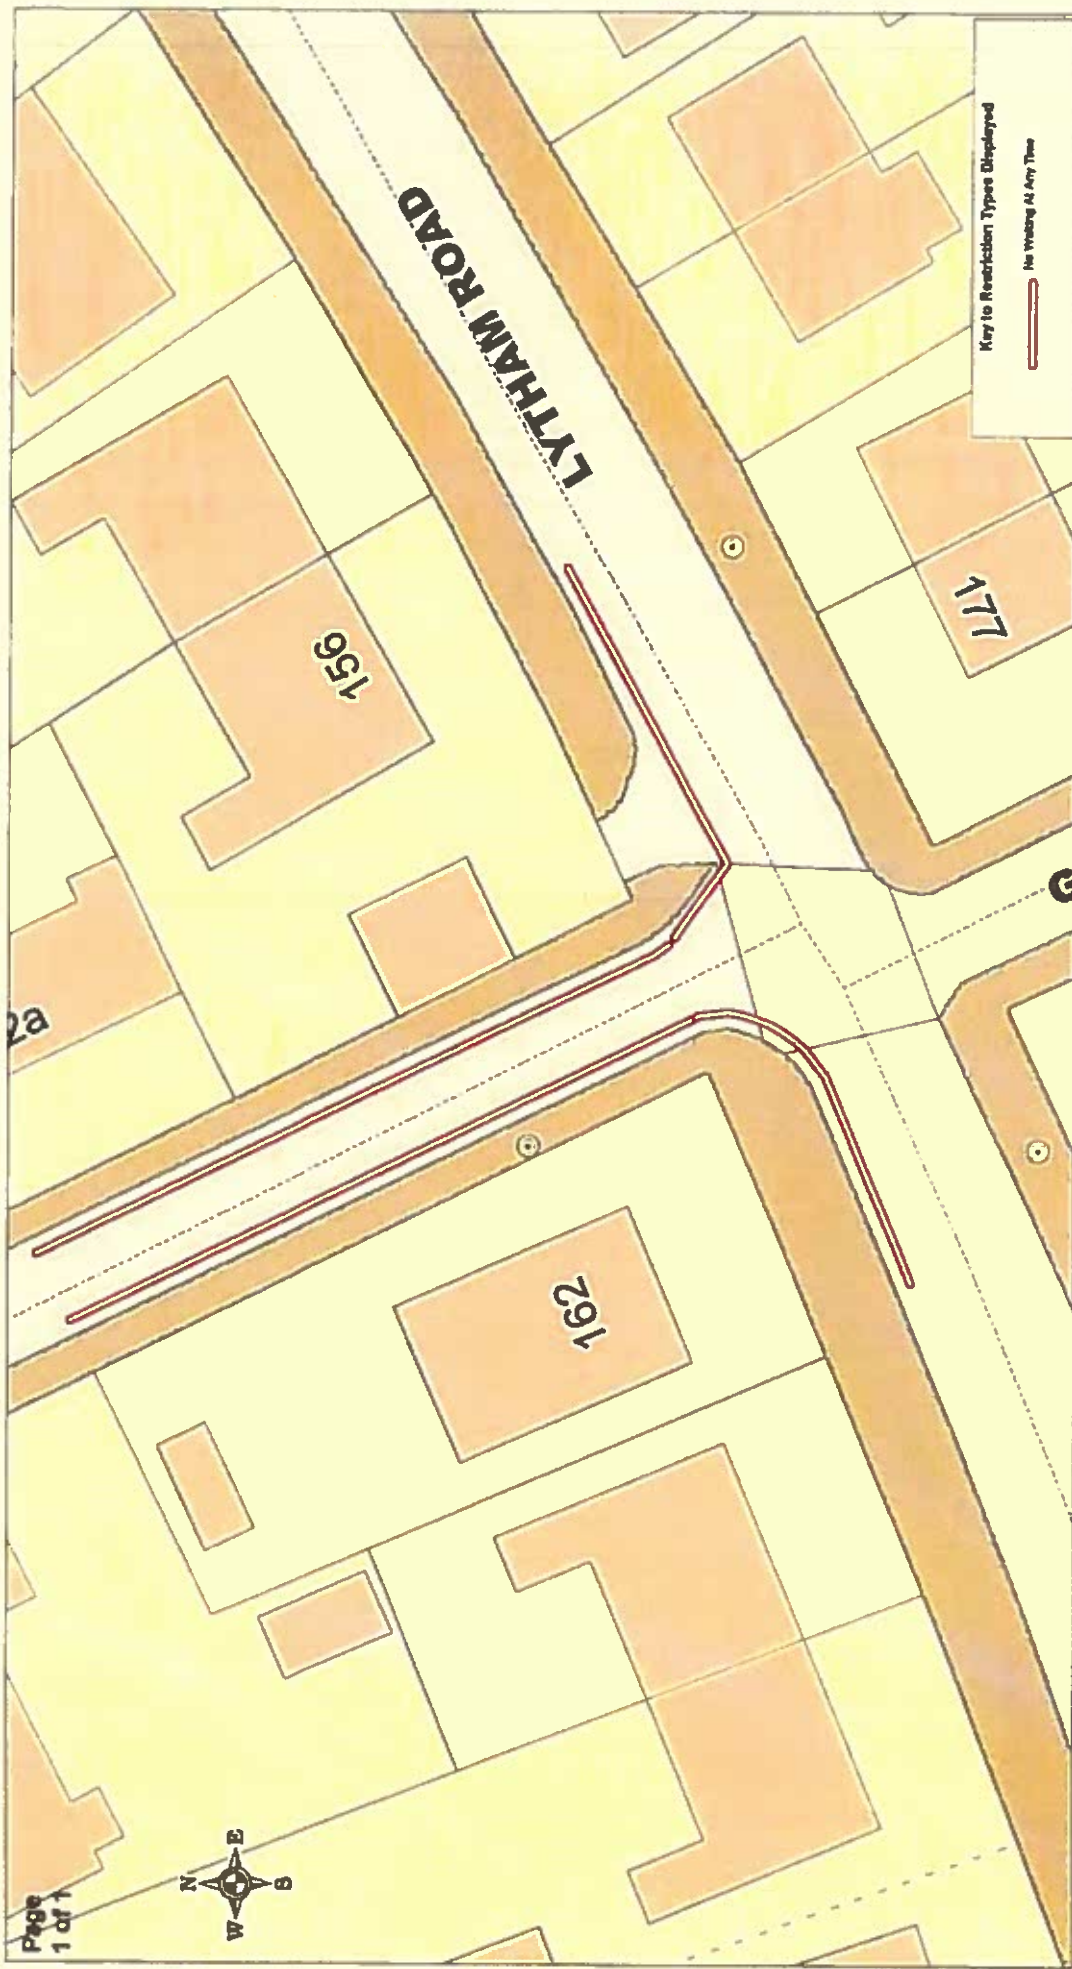 Page
1 of 1
N
W E
S
2a
156
LYTHAM ROAD
162
177
G
Key to Restriction Types Displayed
No Waiting At Any Time